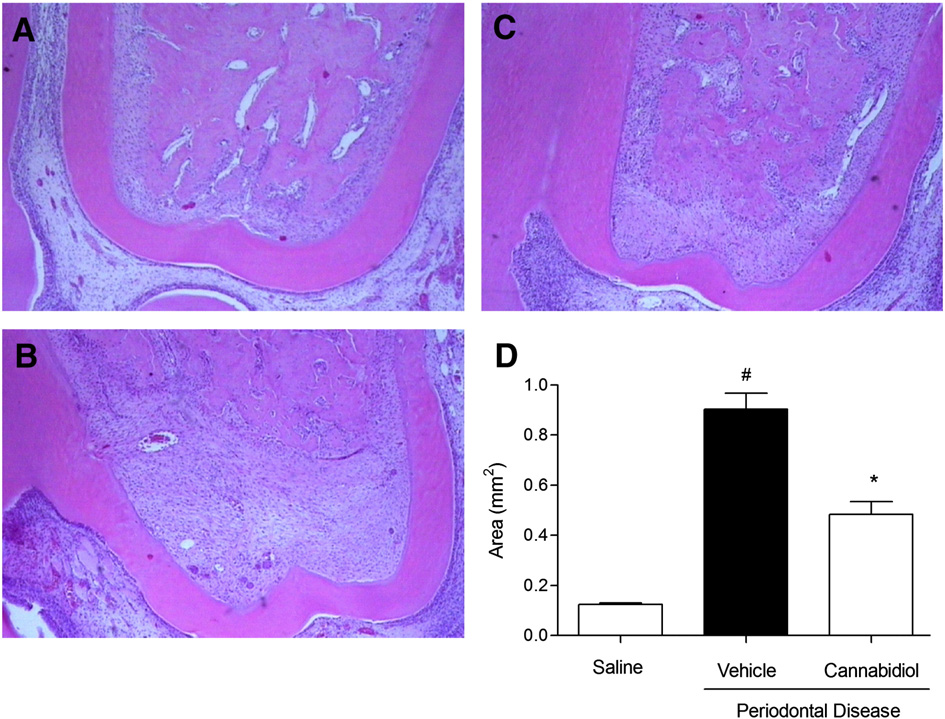 A
C
B
D
#
*
1.0
0.8
0.6
0.4
0.2
0.0
Area (mm²)
Saline
Vehicle
Cannabidiol
Periodontal Disease